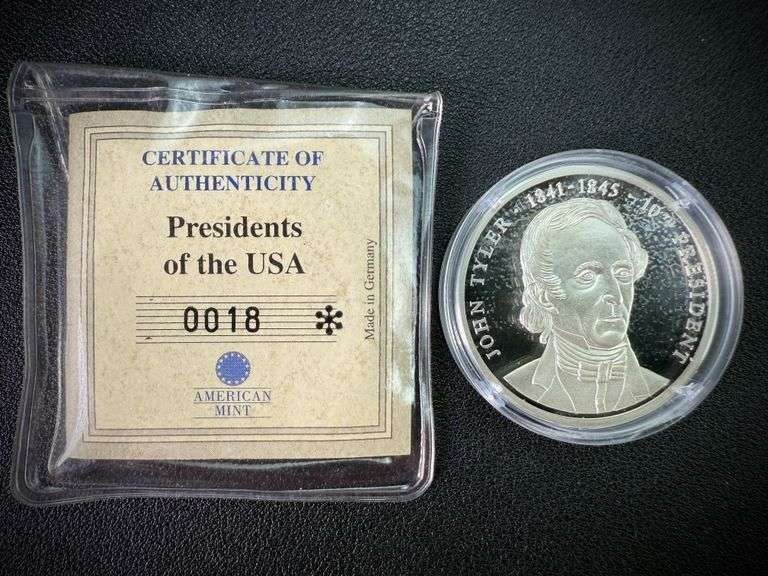 CERTIFICATE OF
AUTHENTICITY
Presidents
of the USA
0018 *
Made in Germany
AMERICAN
MINT
JOHN TYLER · 1841-1845 · 10TH PRESIDENT